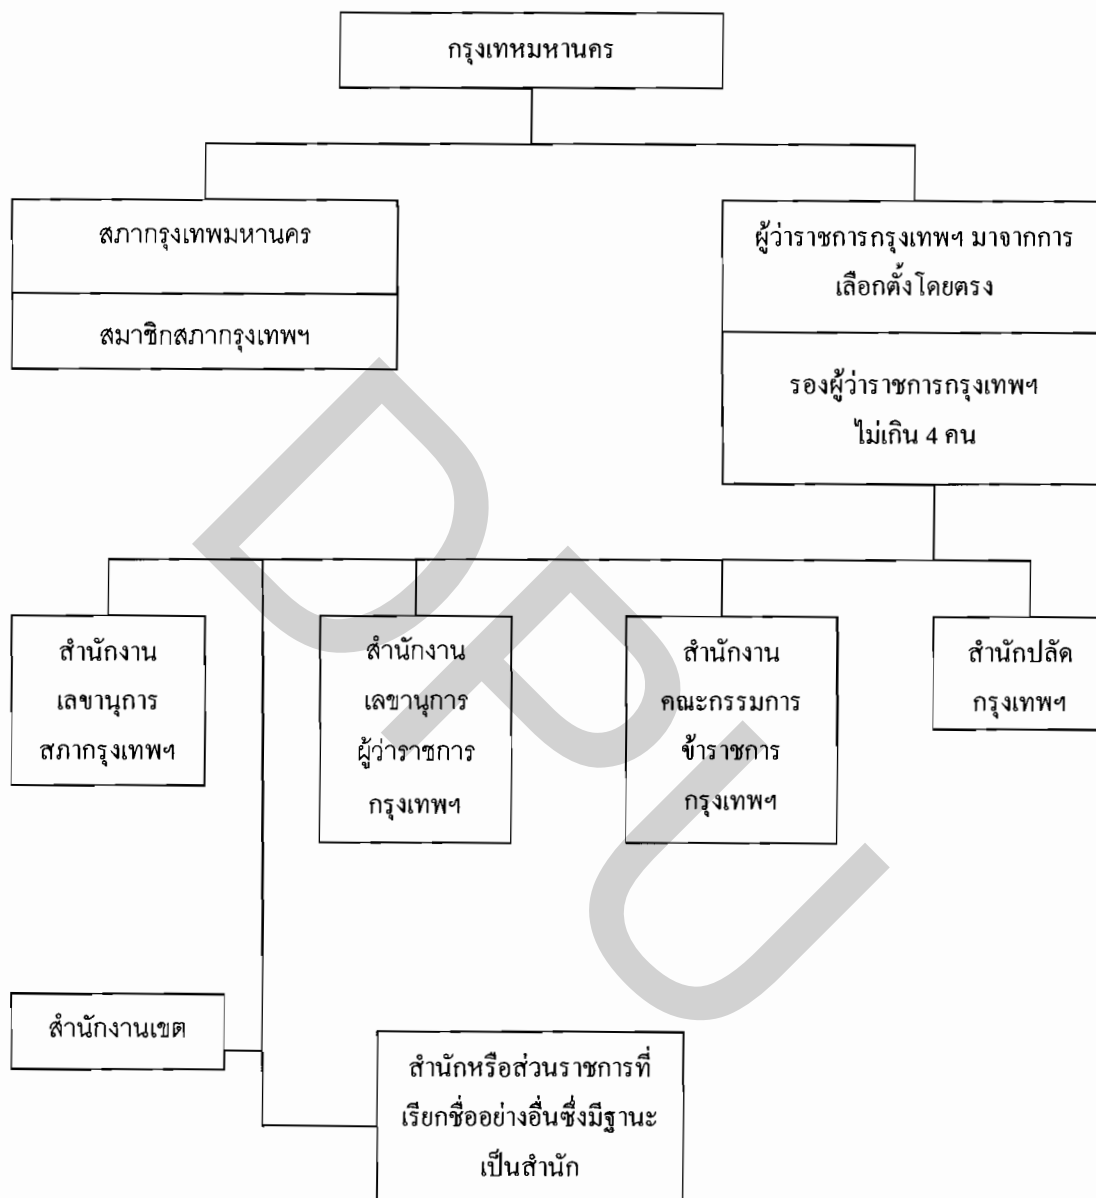 กรุงเทหมหานคร
สภากรุงเทพมหานคร
สมาชิกสภากรุงเทพฯ
ผู้ว่าราชการกรุงเทพฯ มาจากการ
เลือกตั้งโดยตรง
รองผู้ว่าราชการกรุงเทพฯ
ไม่เกิน 4 คน
สำนักงาน
เลขานุการ
สภากรุงเทพฯ
สำนักงาน
เลขานุการ
ผู้ว่าราชการ
กรุงเทพฯ
สำนักงาน
คณะกรรมการ
ข้าราชการ
กรุงเทพฯ
สำนักปลัด
กรุงเทพฯ
สำนักงานเขต
สำนักหรือส่วนราชการที่
เรียกชื่ออย่างอื่นซึ่งมีฐานะ
เป็นสำนัก
DPU